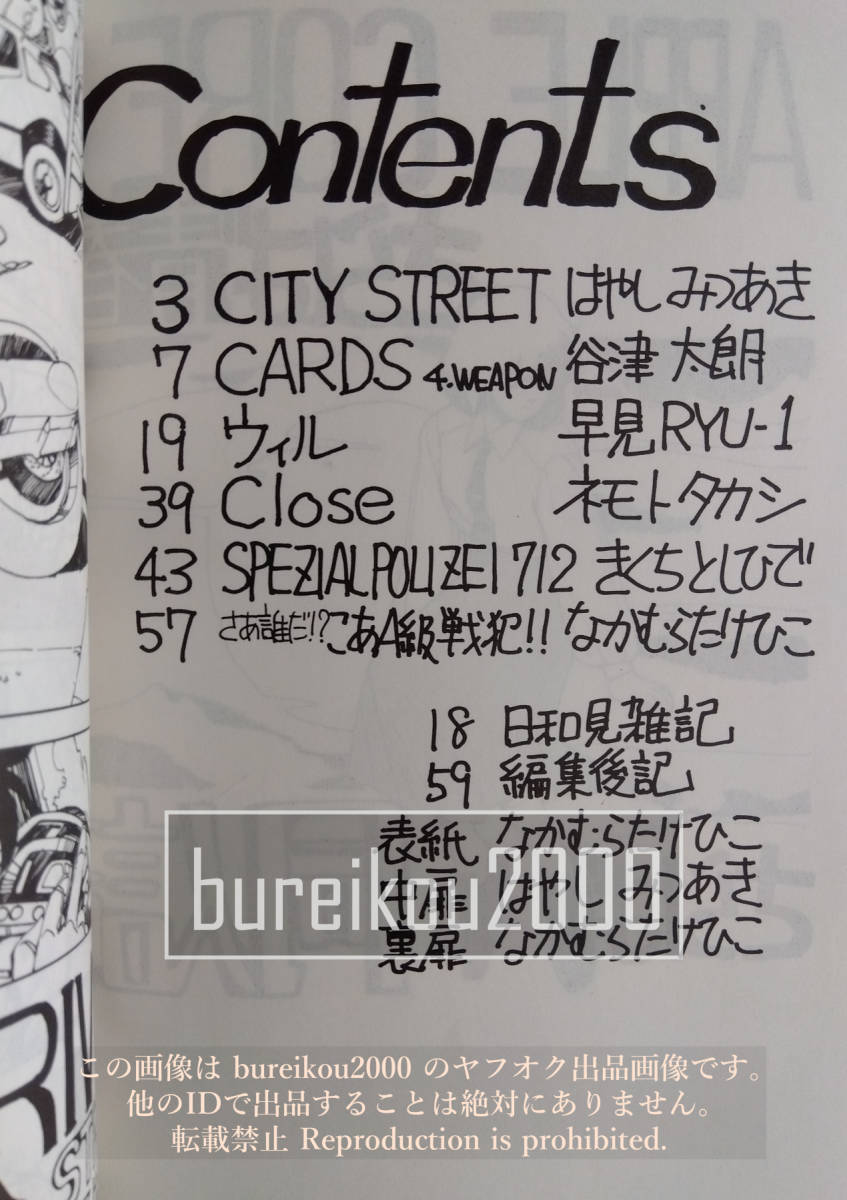 Contents
3 CITY STREET はやし みつあき
7 CARDS 4.WEAPON 谷津 太朗
19 ウィル 早見RYU-1
39 Close ネモトタカシ
43 SPEZIALPOLIZEI 712 きくちとしひで
57 さあ誰だ!?こあA級戦犯!! なかむらたけひこ
18 日和見雑記
59 編集後記
表紙 なかむらたけひこ
中扉 はやし みつあき
裏扉 なかむらたけひこ
bureikou2000
この画像は bureikou2000 のヤフオク出品画像です。
他のIDで出品することは絶対にありません。
転載禁止 Reproduction is prohibited.